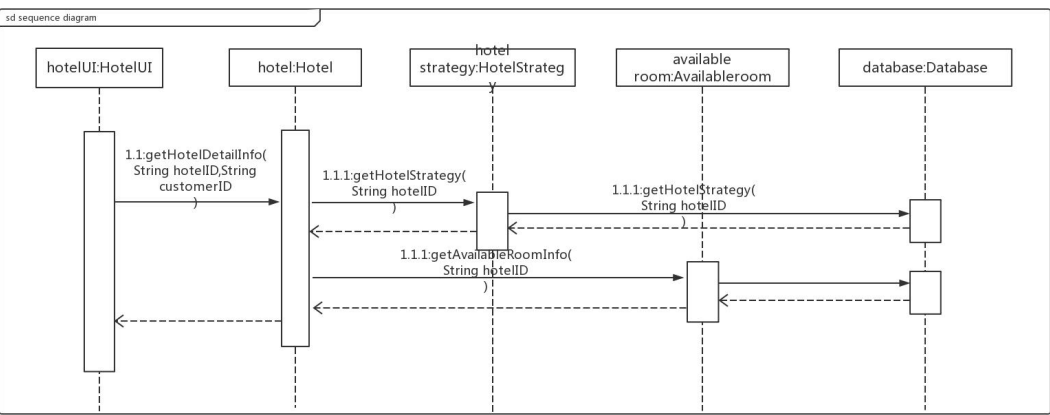 sd sequence diagram
hotelUI:HotelUI
hotel:Hotel
hotel
strategy:HotelStrateg
y
available
room:Availableroom
database:Database
1.1:getHotelDetailInfo(
String hotelID,String
customerID
)
1.1.1:getHotelStrategy(
String hotelID
)
1.1.1:getHotelStrategy(
String hotelID
)
1.1.1:getAvailableRoomInfo(
String hotelID
)